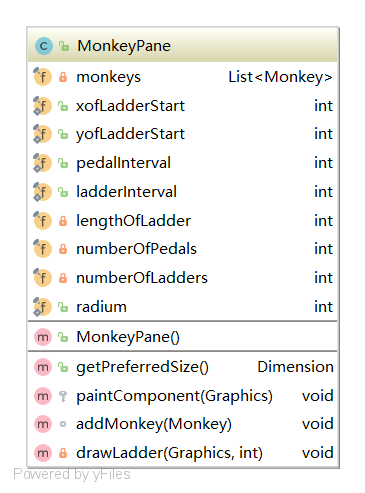 MonkeyPane
monkeys List<Monkey>
xofLadderStart int
yofLadderStart int
pedalInterval int
ladderInterval int
lengthOfLadder int
numberOfPedals int
numberOfLadders int
radium int
MonkeyPane()
getPreferredSize() Dimension
paintComponent(Graphics) void
addMonkey(Monkey) void
drawLadder(Graphics, int) void
Powered by yFiles